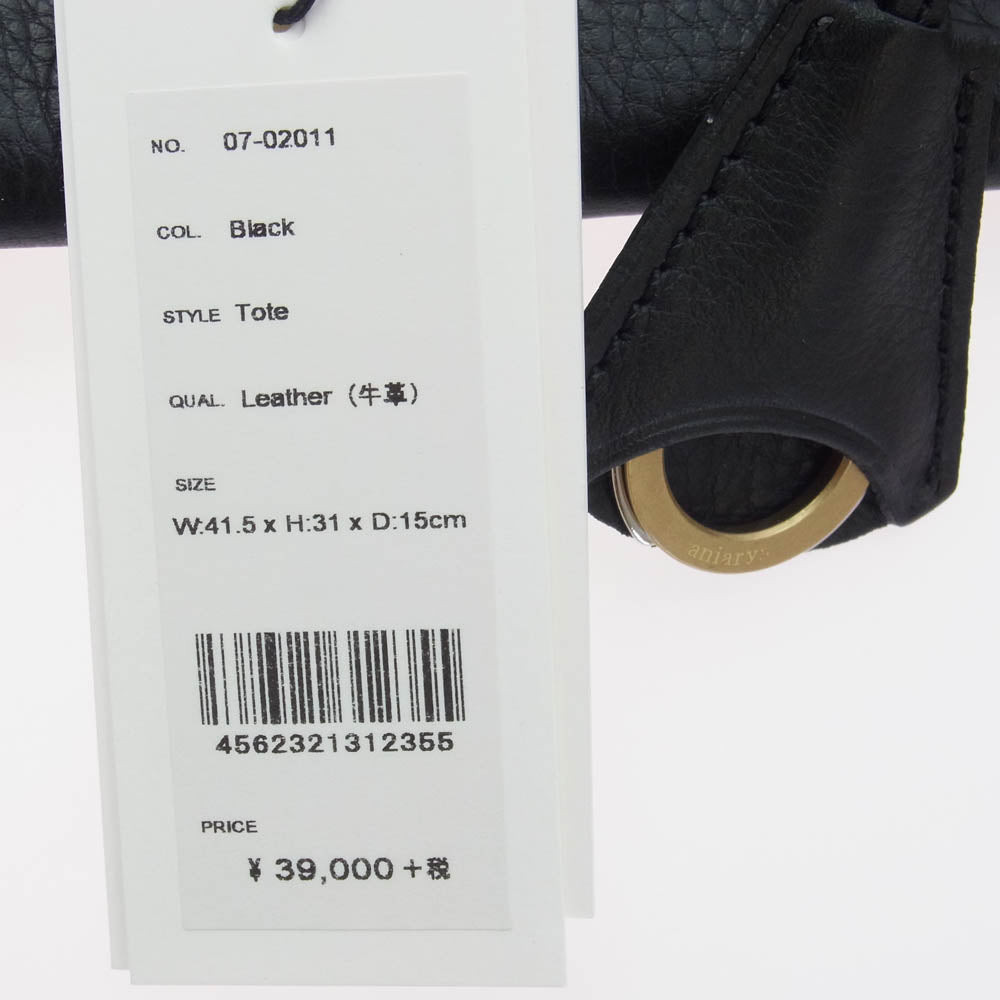 NO. 07-02011
COL. Black
STYLE Tote
QUAL. Leather (牛革)
SIZE
W:41.5 x H:31 x D:15cm
4562321312355
PRICE
¥ 39,000+税
aniary